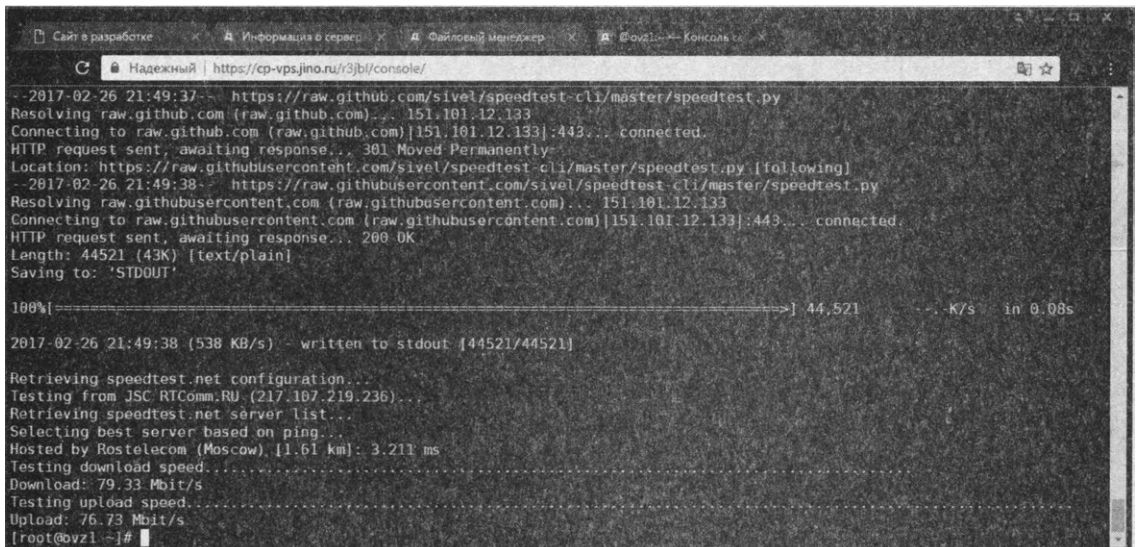 Сайт в разработке
Информация о сервер
Файловый менеджер
@ovz1:~ — Консоль
Надежный https://cp-vps.jino.ru/r3jbl/console/
--2017-02-26 21:49:37-- https://raw.github.com/sivel/speedtest-cli/master/speedtest.py
Resolving raw.github.com (raw.github.com)... 151.101.12.133
Connecting to raw.github.com (raw.github.com)|151.101.12.133|:443... connected.
HTTP request sent, awaiting response... 301 Moved Permanently
Location: https://raw.githubusercontent.com/sivel/speedtest-cli/master/speedtest.py [following]
--2017-02-26 21:49:38-- https://raw.githubusercontent.com/sivel/speedtest-cli/master/speedtest.py
Resolving raw.githubusercontent.com (raw.githubusercontent.com)... 151.101.12.133
Connecting to raw.githubusercontent.com (raw.githubusercontent.com)|151.101.12.133|:443... connected.
HTTP request sent, awaiting response... 200 OK
Length: 44521 (43K) [text/plain]
Saving to: 'STDOUT'
100%[=====================================================================================>] 44,521 --.-K/s in 0.08s
2017-02-26 21:49:38 (538 KB/s) - written to stdout [44521/44521]
Retrieving speedtest.net configuration...
Testing from JSC RTComm.RU (217.107.219.236)...
Retrieving speedtest.net server list...
Selecting best server based on ping...
Hosted by Rostelecom (Moscow) [1.61 km]: 3.211 ms
Testing download speed................................................................................
Download: 79.33 Mbit/s
Testing upload speed....................................................................................................
Upload: 76.73 Mbit/s
[root@ovz1 ~]#